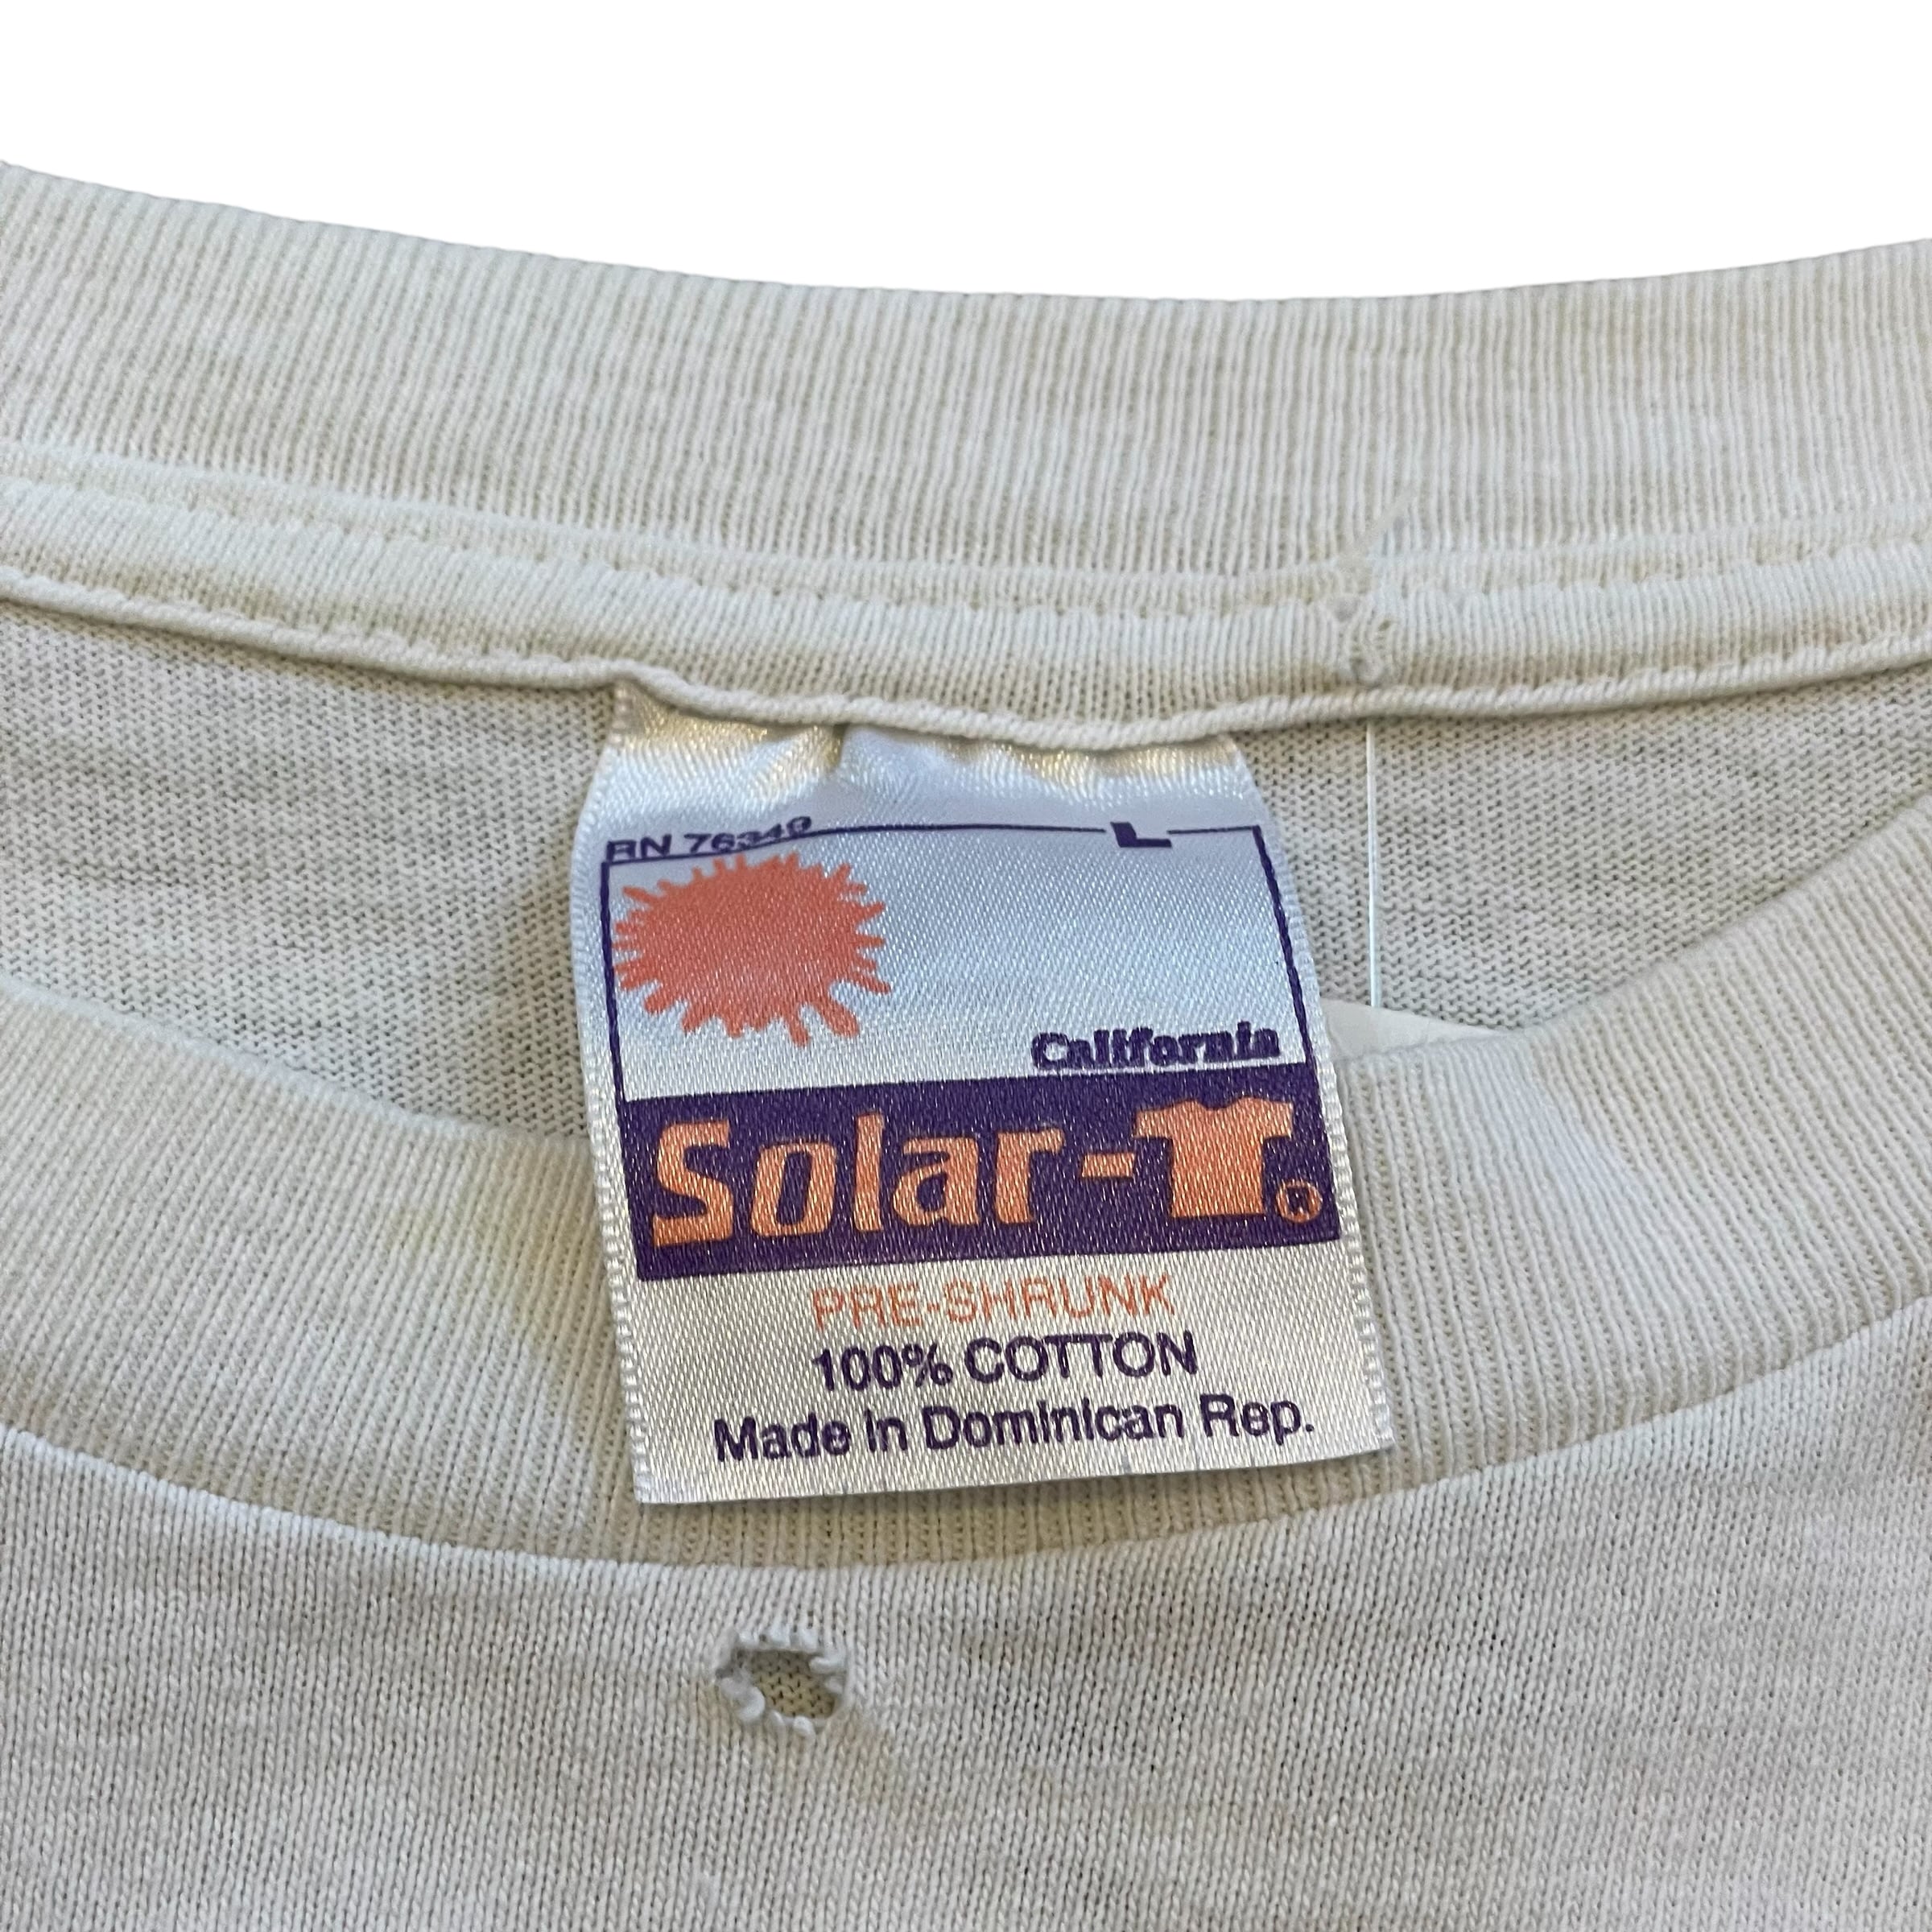 RN 76349 L
California
Solar-T®
PRE-SHRUNK
100% COTTON
Made in Dominican Rep.